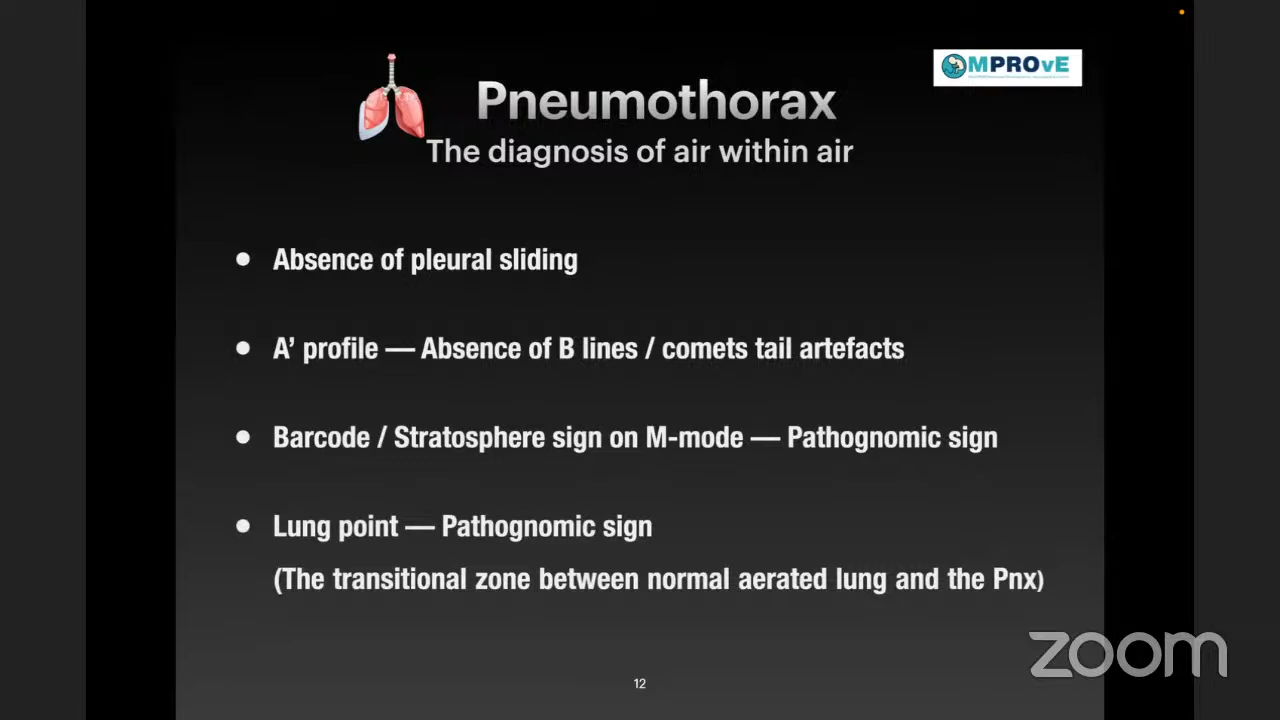 MPROvE
Pneumothorax
The diagnosis of air within air
• Absence of pleural sliding
• A’ profile — Absence of B lines / comets tail artefacts
• Barcode / Stratosphere sign on M-mode — Pathognomic sign
• Lung point — Pathognomic sign
(The transitional zone between normal aerated lung and the Pnx)
zoom
12